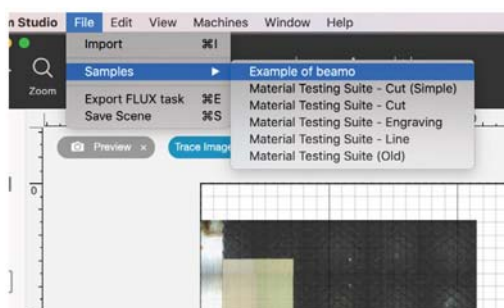 m Studio File Edit View Machines Window Help
Import ⌘I
Samples ▶
Export FLUX task ⌘E
Save Scene ⌘S
Example of beamo
Material Testing Suite - Cut (Simple)
Material Testing Suite - Cut
Material Testing Suite - Engraving
Material Testing Suite - Line
Material Testing Suite (Old)
Zoom
Preview ×
Trace Image
0